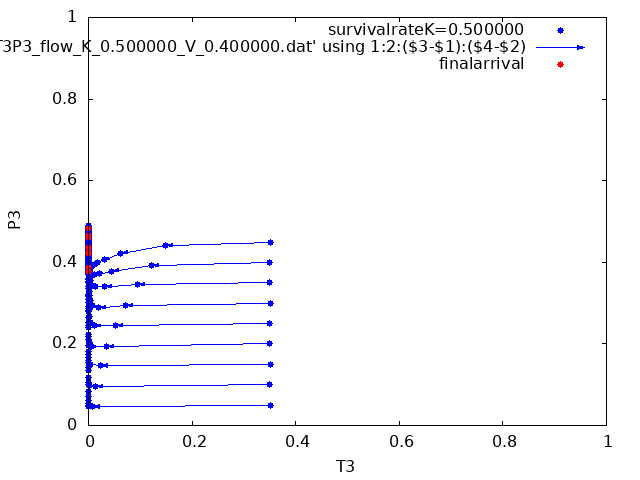 survivalrateK=0.500000
T3P3_flow_K_0.500000_V_0.400000.dat' using 1:2:($3-$1):($4-$2)
finalarrival
1
0.8
0.6
0.4
0.2
0
P3
0 0.2 0.4 0.6 0.8 1
T3